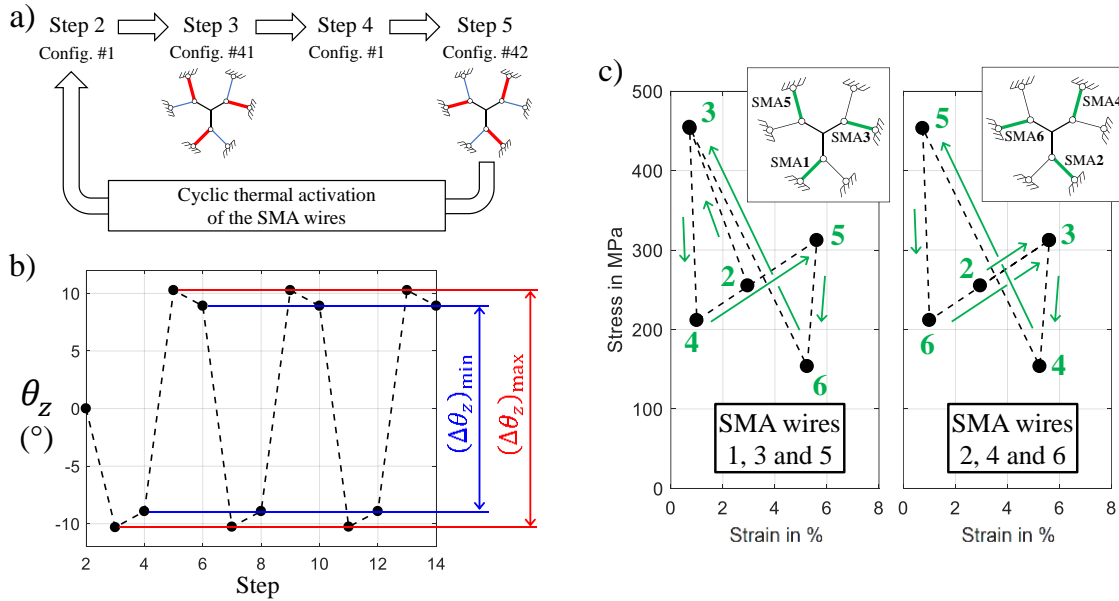 a)
Step 2
Step 3
Step 4
Step 5
Config. #1
Config. #41
Config. #1
Config. #42
Cyclic thermal activation
of the SMA wires
b)
10
5
0
-5
-10
θz
(°)
2
4
6
8
10
12
14
Step
(Δθz)min
(Δθz)max
c)
500
400
300
200
100
0
Stress in MPa
3
5
2
4
6
SMA5
SMA3
SMA1
SMA wires
1, 3 and 5
0
2
4
6
8
Strain in %
5
3
2
6
4
SMA4
SMA6
SMA2
SMA wires
2, 4 and 6
0
2
4
6
8
Strain in %